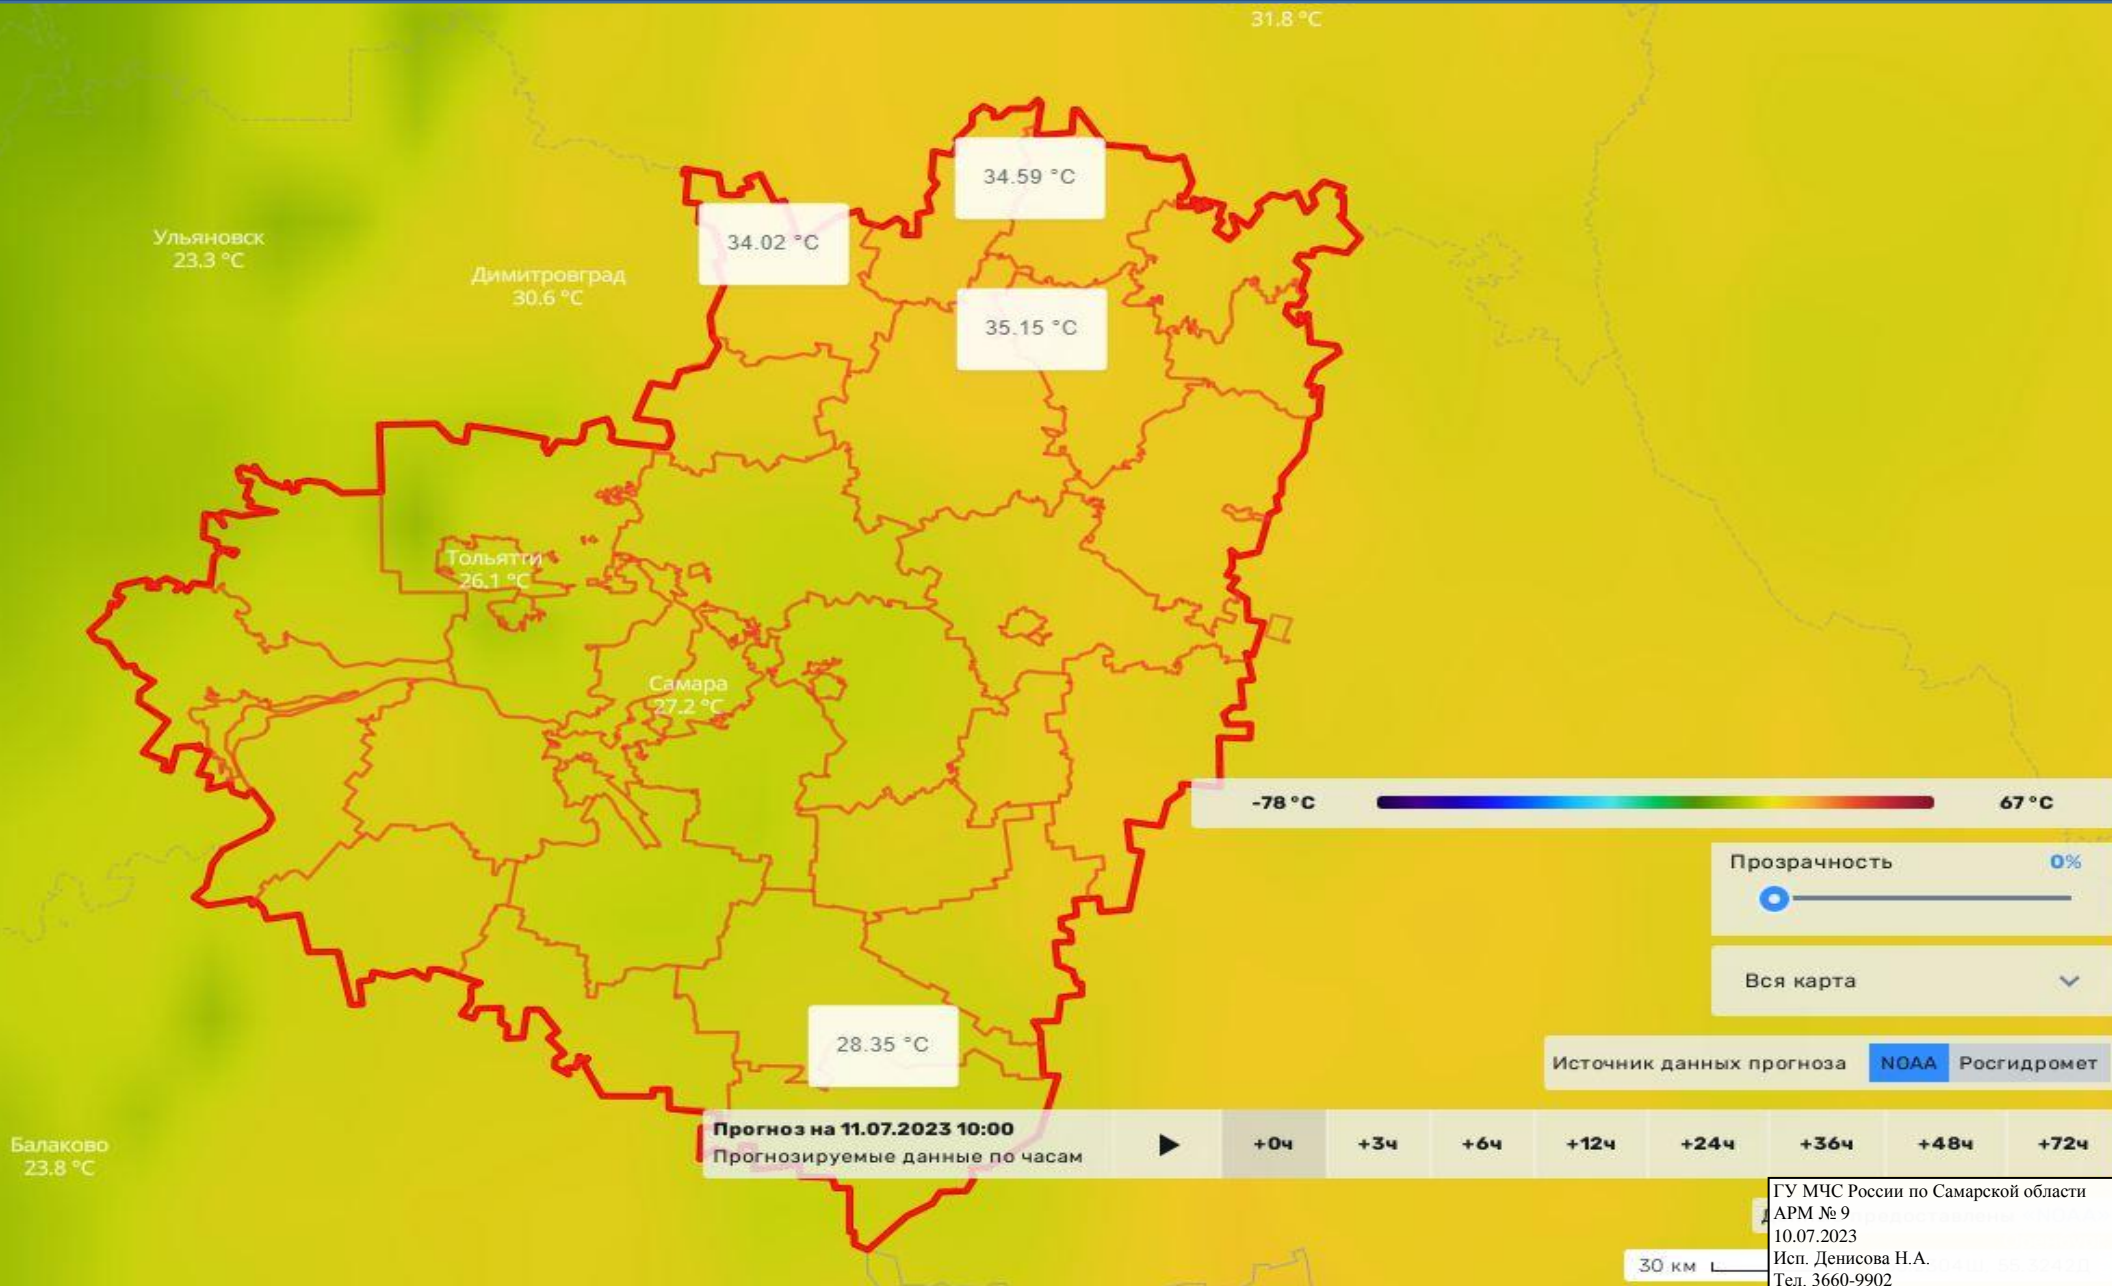 31.8 °C
34.59 °C
34.02 °C
Ульяновск
23.3 °C
Димитровград
30.6 °C
35.15 °C
Тольятти
26.1 °C
Самара
27.2 °C
-78 °C
67 °C
Прозрачность 0%
Вся карта
28.35 °C
Источник данных прогноза NOAA Росгидромет
Прогноз на 11.07.2023 10:00
Прогнозируемые данные по часам
+0ч +3ч +6ч +12ч +24ч +36ч +48ч +72ч
Балаково
23.8 °C
ГУ МЧС России по Самарской области
АРМ № 9
10.07.2023
Исп. Денисова Н.А.
Тел. 3660-9902
30 км